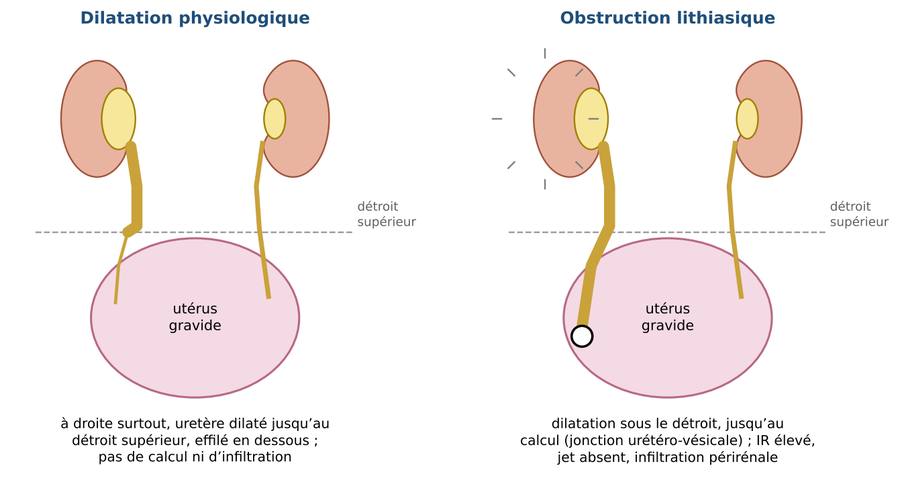 Dilatation physiologique
détroit
supérieur
utérus
gravide
à droite surtout, uretère dilaté jusqu’au
détroit supérieur, effilé en dessous ;
pas de calcul ni d’infiltration
Obstruction lithiasique
détroit
supérieur
utérus
gravide
dilatation sous le détroit, jusqu’au
calcul (jonction urétéro-vésicale) ; IR élevé,
jet absent, infiltration périrénale